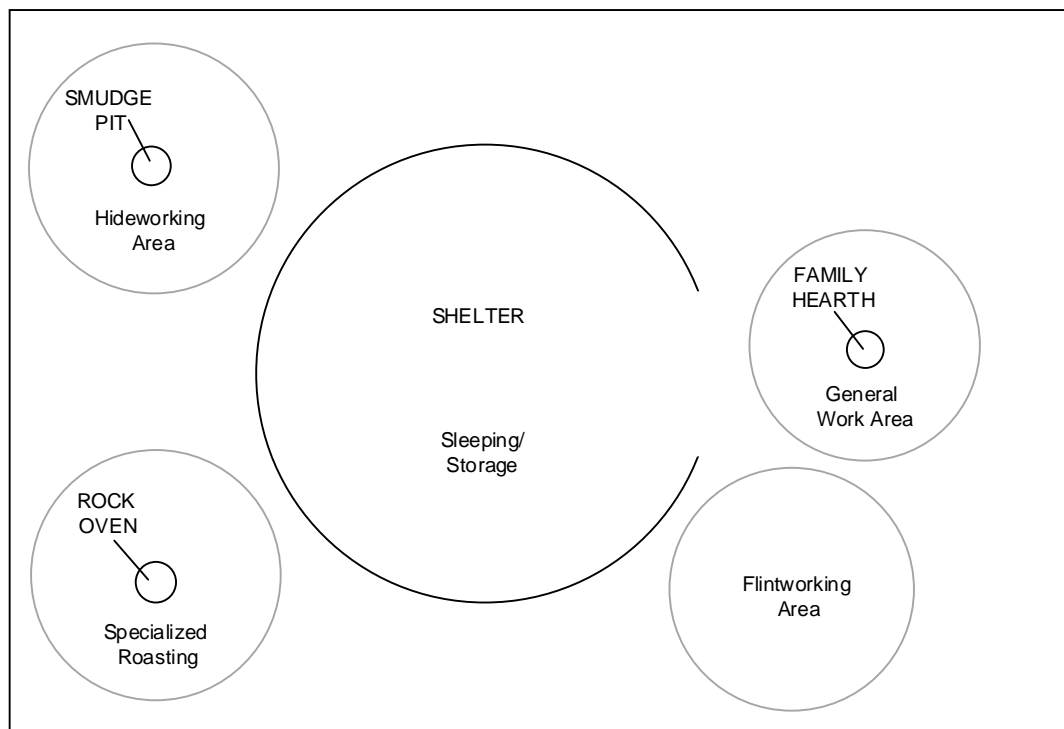 SMUDGE
PIT
Hideworking
Area
SHELTER
Sleeping/
Storage
FAMILY
HEARTH
General
Work Area
ROCK
OVEN
Specialized
Roasting
Flintworking
Area